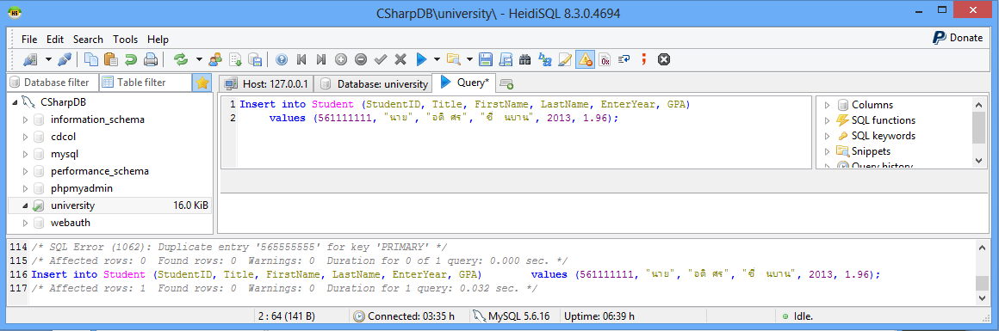 CSharpDB\university\ - HeidiSQL 8.3.0.4694
File Edit Search Tools Help
Donate
Database filter Table filter
Host: 127.0.0.1 Database: university Query*
CSharpDB
information_schema
cdcol
mysql
performance_schema
phpmyadmin
university 16.0 KiB
webauth
1 Insert into Student (StudentID, Title, FirstName, LastName, EnterYear, GPA)
2 values (561111111, "นาย", "อดิ ศร", "ซี นบาน", 2013, 1.96);
Columns
SQL functions
SQL keywords
Snippets
Query history
114 /* SQL Error (1062): Duplicate entry '565555555' for key 'PRIMARY' */
115 /* Affected rows: 0 Found rows: 0 Warnings: 0 Duration for 0 of 1 query: 0.000 sec. */
116 Insert into Student (StudentID, Title, FirstName, LastName, EnterYear, GPA) values (561111111, "นาย", "อดิ ศร", "ซี นบาน", 2013, 1.96);
117 /* Affected rows: 1 Found rows: 0 Warnings: 0 Duration for 1 query: 0.032 sec. */
2 : 64 (141 B) Connected: 03:35 h MySQL 5.6.16 Uptime: 06:39 h Idle.